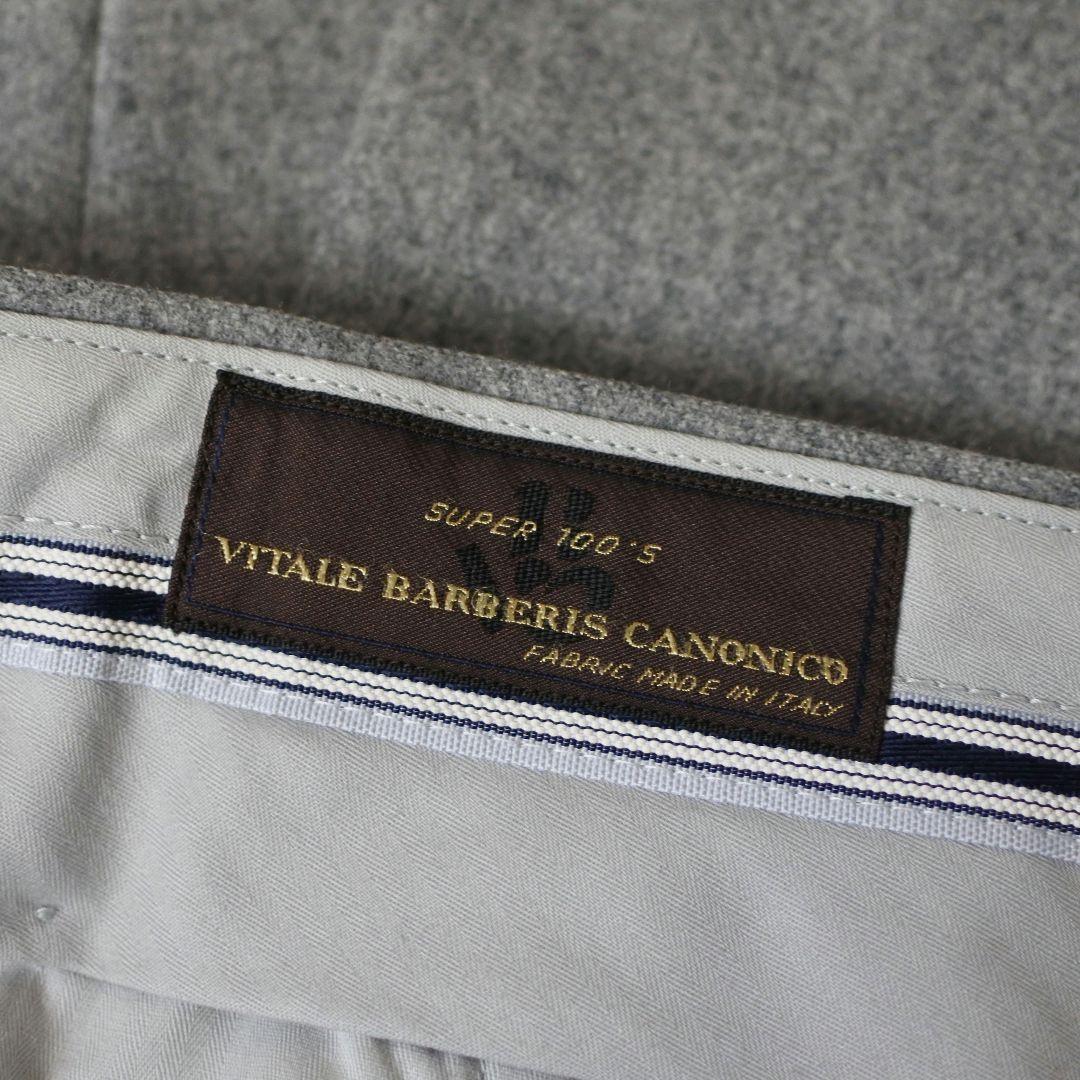 SUPER 100'S
VITALE BARBERIS CANONICO
FABRIC MADE IN ITALY